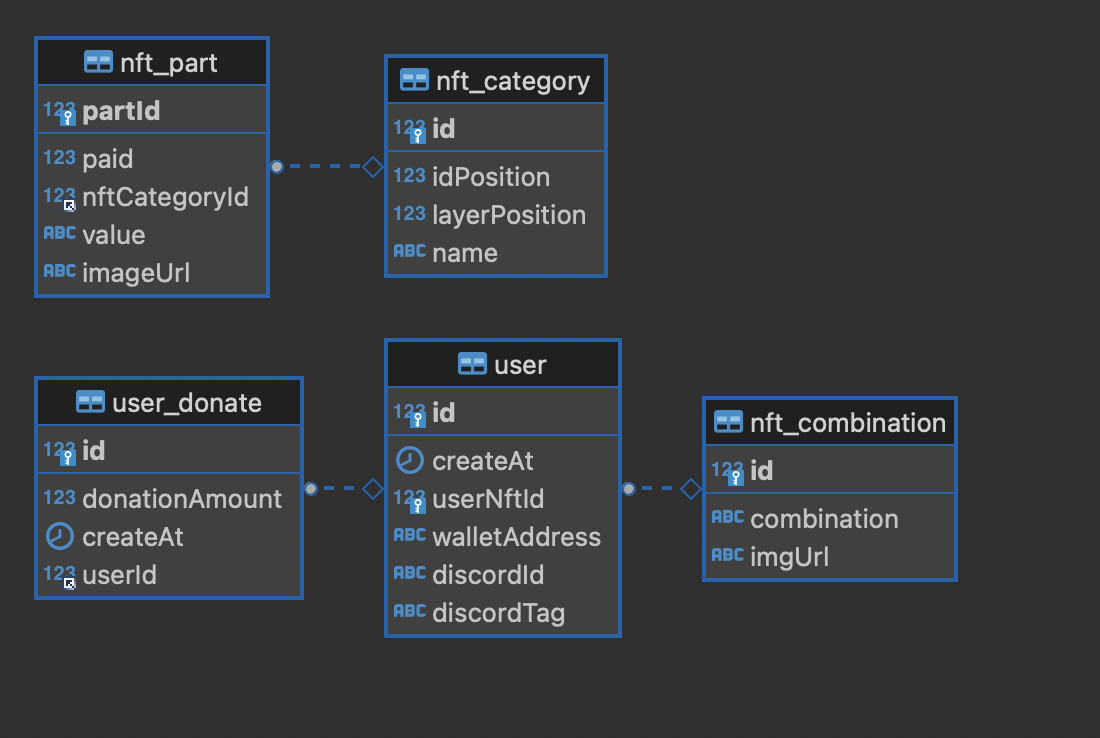 nft_part
123 partId
123 paid
123 nftCategoryId
ABC value
ABC imageUrl
nft_category
123 id
123 idPosition
123 layerPosition
ABC name
user_donate
123 id
123 donationAmount
createAt
123 userId
user
123 id
createAt
123 userNftId
ABC walletAddress
ABC discordId
ABC discordTag
nft_combination
123 id
ABC combination
ABC imgUrl